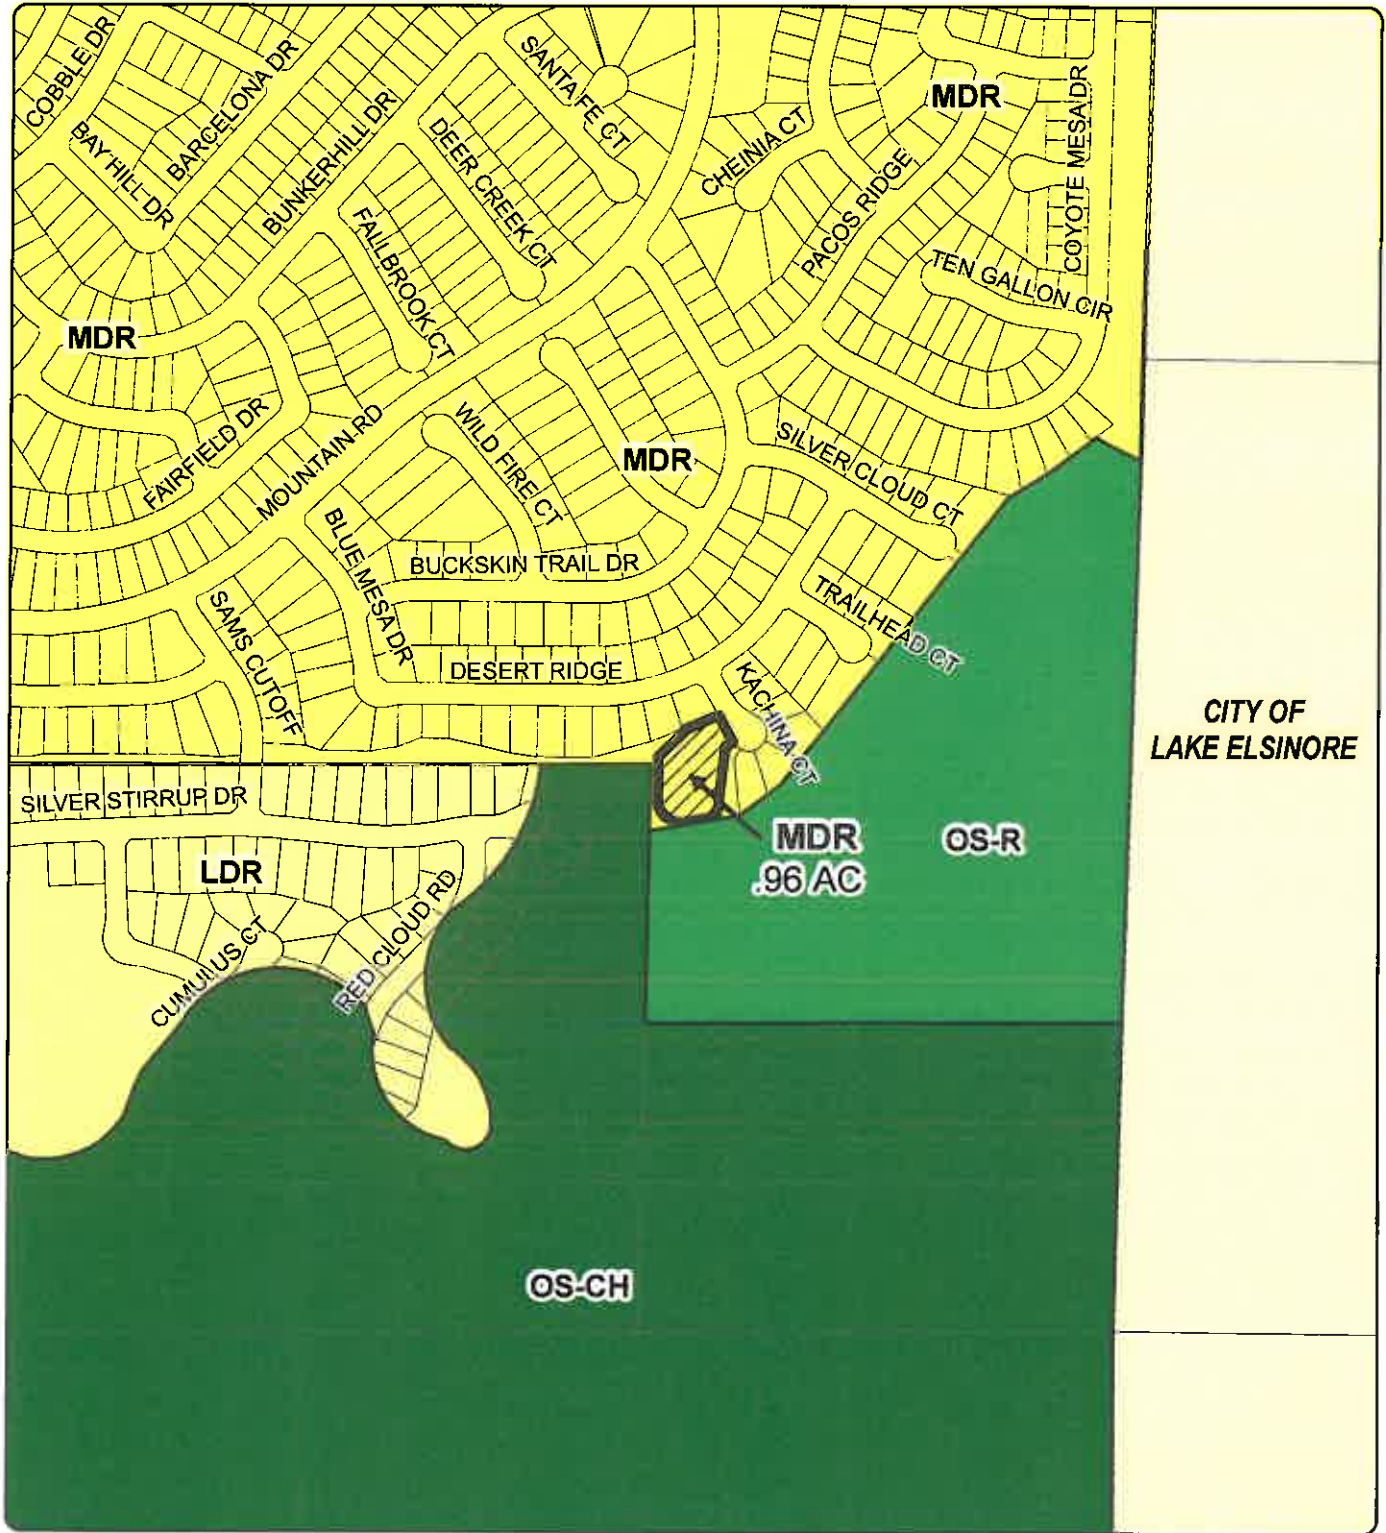 COBBLE DR
BAY HILL DR
BARCELONA DR
BUNKERHILL DR
SANTA FE CT
DEER CREEK CT
FALLBROOK CT
CHEINIA CT
MDR
PACOS RIDGE
COYOTE MESA DR
TEN GALLON CIR
MDR
FAIRFIELD DR
MOUNTAIN RD
WILD FIRE CT
MDR
SILVER CLOUD CT
BLUE MESA DR
BUCKSKIN TRAIL DR
TRAILHEAD CT
SAMS CUTOFF
DESERT RIDGE
KACHINA CT
CITY OF
LAKE ELSINORE
SILVER STIRRUP DR
MDR
.96 AC
OS-R
LDR
RED CLOUD RD
CUMULUS CT
OS-CH